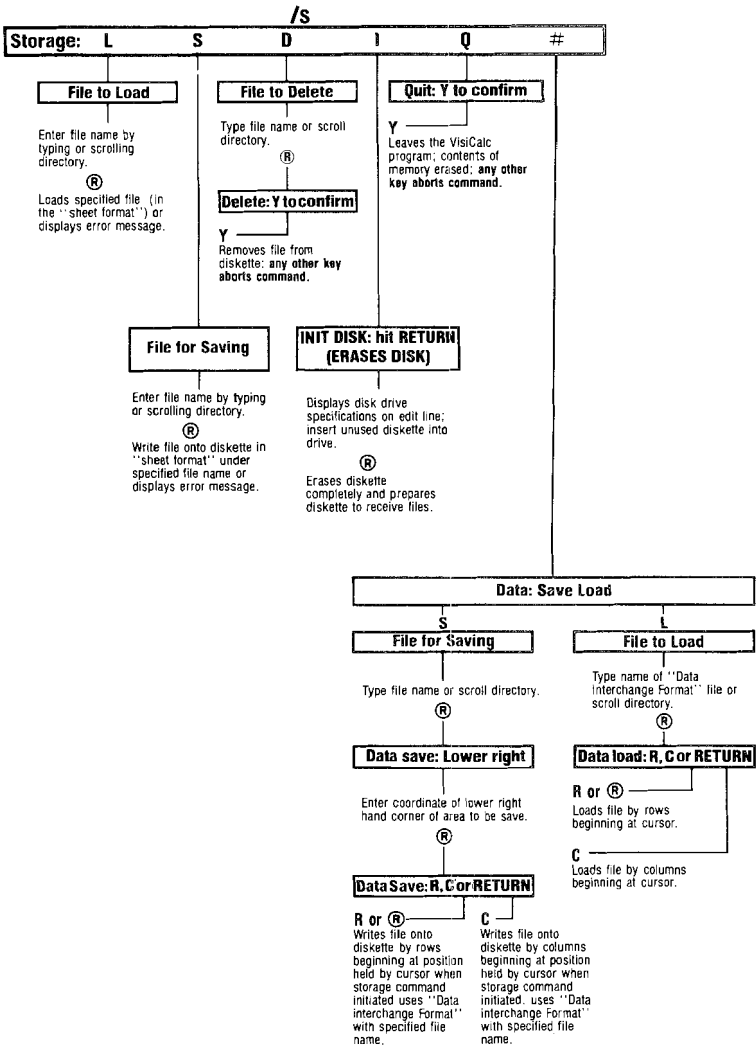 /S
Storage: L S D I Q #
File to Load
Enter file name by
typing or scrolling
directory.
Ⓡ
Loads specified file (in
the ''sheet format'') or
displays error message.
File to Delete
Type file name or scroll
directory.
Ⓡ
Delete: Y to confirm
Y
Removes file from
diskette; any other key
aborts command.
Quit: Y to confirm
Y
Leaves the VisiCalc
program; contents of
memory erased; any other
key aborts command.
File for Saving
Enter file name by typing
or scrolling directory.
Ⓡ
Write file onto diskette in
''sheet format'' under
specified file name or
displays error message.
INIT DISK: hit RETURN
(ERASES DISK)
Displays disk drive
specifications on edit line;
insert unused diskette into
drive.
Ⓡ
Erases diskette
completely and prepares
diskette to receive files.
Data: Save Load
S
File for Saving
Type file name or scroll directory.
Ⓡ
Data save: Lower right
Enter coordinate of lower right
hand corner of area to be save.
Ⓡ
Data Save: R, C or RETURN
R or Ⓡ
Writes file onto
diskette by rows
beginning at position
held by cursor when
storage command
initiated uses ''Data
interchange Format''
with specified file
name.
C
Writes file onto
diskette by columns
beginning at position
held by cursor when
storage command
initiated. uses ''Data
interchange Format''
with specified file
name.
L
File to Load
Type name of ''Data
Interchange Format'' file or
scroll directory.
Ⓡ
Data load: R, C or RETURN
R or Ⓡ
Loads file by rows
beginning at cursor.
C
Loads file by columns
beginning at cursor.